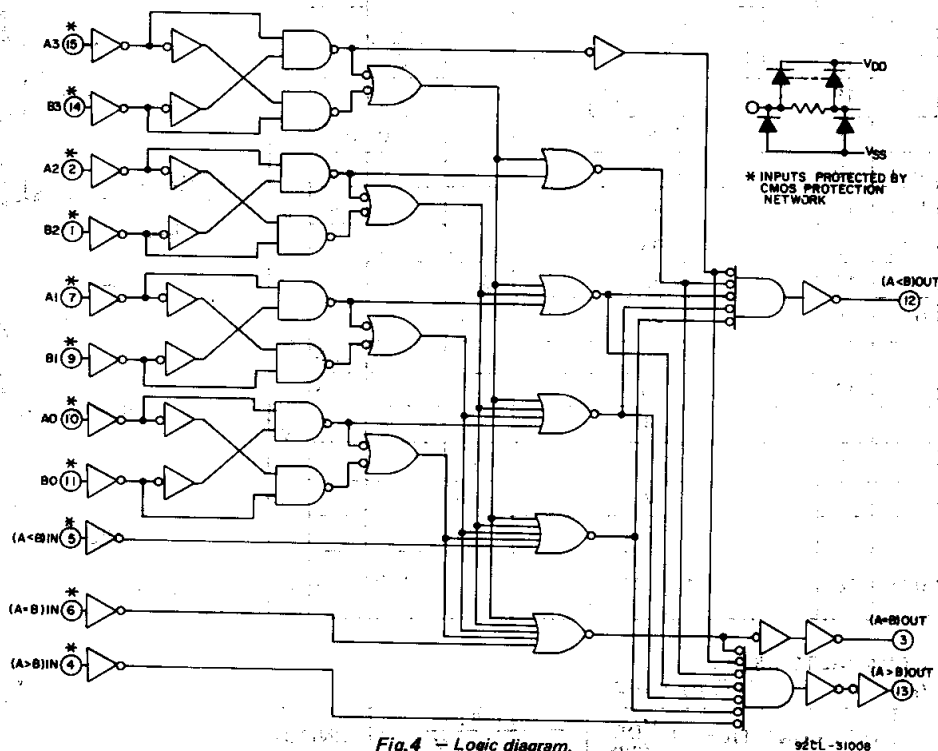 * A3 15
* B3 14
* A2 2
* B2 1
* A1 7
* B1 9
* A0 10
* B0 11
* (A<B)IN 5
* (A=B)IN 6
* (A>B)IN 4
VDD
VSS
* INPUTS PROTECTED BY
CMOS PROTECTION
NETWORK
(A<B)OUT
12
(A=B)OUT
3
(A>B)OUT
13
Fig.4 — Logic diagram.
92CL-31008